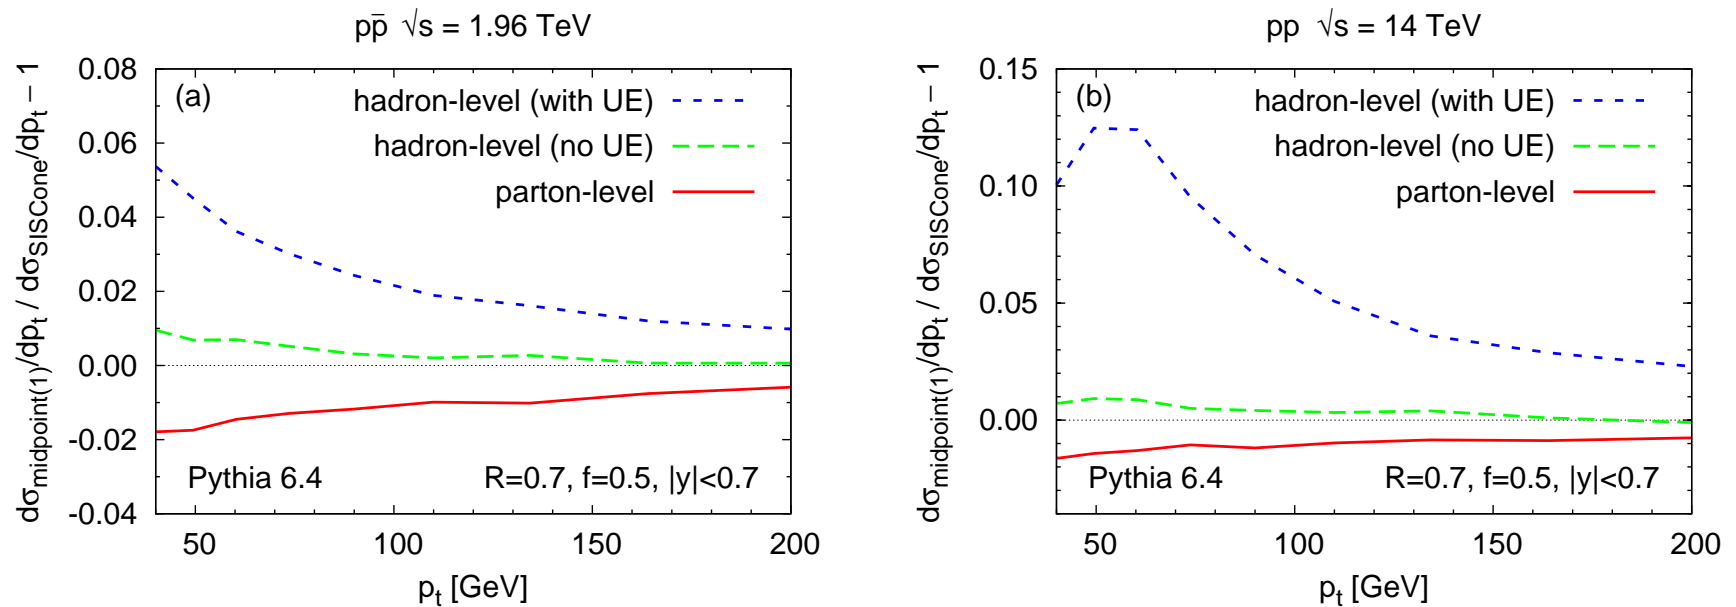 pp̄ √s = 1.96 TeV
dσmidpoint(1)/dpt / dσSISCone/dpt − 1
0.08
0.06
0.04
0.02
0.00
-0.02
-0.04
(a)
hadron-level (with UE)
hadron-level (no UE)
parton-level
Pythia 6.4
R=0.7, f=0.5, |y|<0.7
50
100
150
200
pt [GeV]
pp √s = 14 TeV
dσmidpoint(1)/dpt / dσSISCone/dpt − 1
0.15
0.10
0.05
0.00
(b)
hadron-level (with UE)
hadron-level (no UE)
parton-level
Pythia 6.4
R=0.7, f=0.5, |y|<0.7
50
100
150
200
pt [GeV]